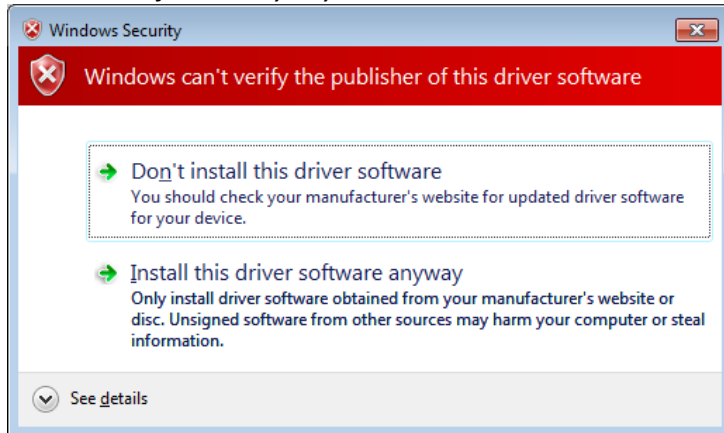 Windows Security
Windows can't verify the publisher of this driver software
Don't install this driver software
You should check your manufacturer's website for updated driver software
for your device.
Install this driver software anyway
Only install driver software obtained from your manufacturer's website or
disc. Unsigned software from other sources may harm your computer or steal
information.
See details